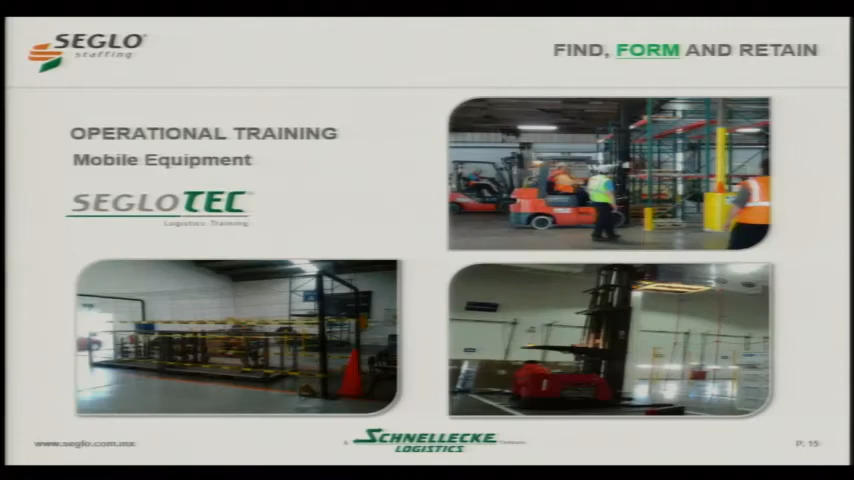 SEGLO
staffing
FIND, FORM AND RETAIN
OPERATIONAL TRAINING
Mobile Equipment
SEGLOTEC
Logistics Training
www.seglo.com.mx
A SCHNELLECKE Company
LOGISTICS
P. 15